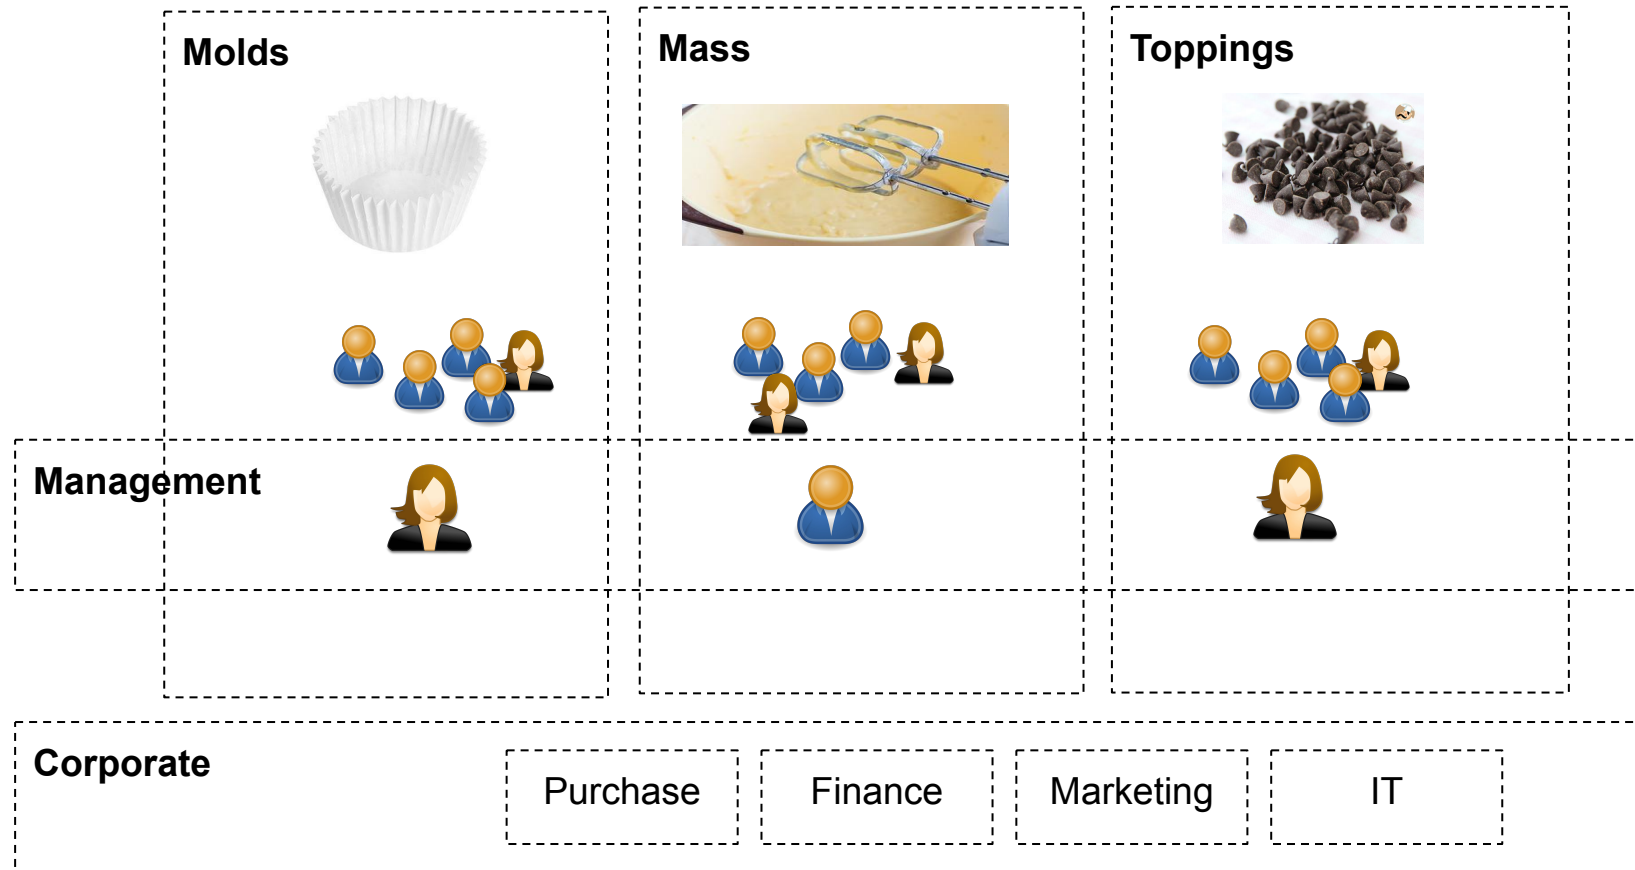 Molds
Mass
Toppings
Management
Corporate
Purchase
Finance
Marketing
IT